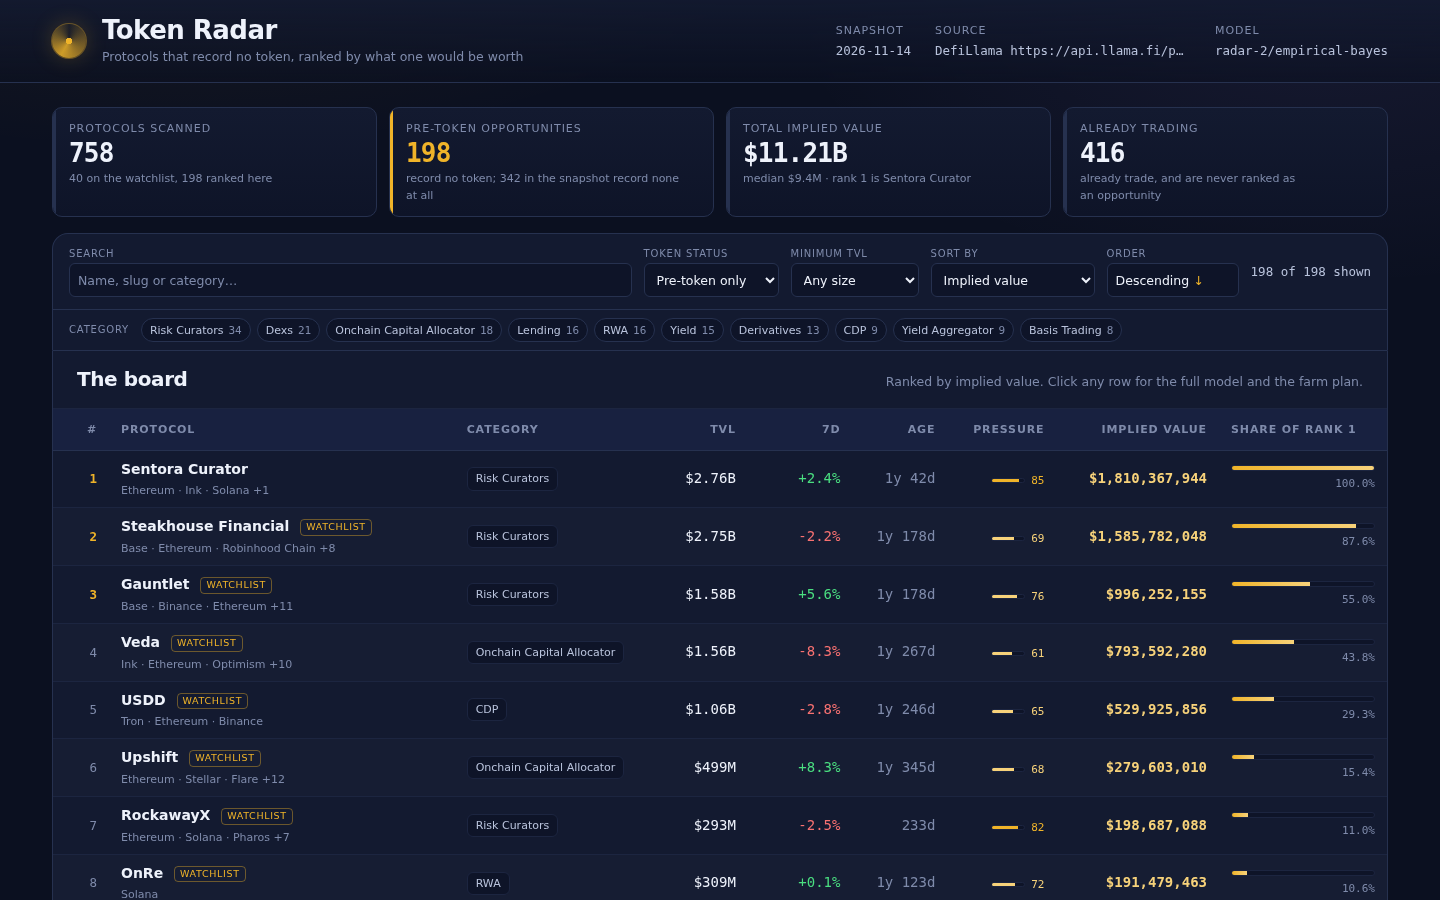 Token Radar
Protocols that record no token, ranked by what one would be worth
SNAPSHOT
2026-11-14
SOURCE
DefiLlama https://api.llama.fi/p…
MODEL
radar-2/empirical-bayes
PROTOCOLS SCANNED
758
40 on the watchlist, 198 ranked here
PRE-TOKEN OPPORTUNITIES
198
record no token; 342 in the snapshot record none
at all
TOTAL IMPLIED VALUE
$11.21B
median $9.4M · rank 1 is Sentora Curator
ALREADY TRADING
416
already trade, and are never ranked as
an opportunity
SEARCH
Name, slug or category…
TOKEN STATUS
Pre-token only
MINIMUM TVL
Any size
SORT BY
Implied value
ORDER
Descending ↓
198 of 198 shown
CATEGORY Risk Curators 34 Dexs 21 Onchain Capital Allocator 18 Lending 16 RWA 16 Yield 15 Derivatives 13 CDP 9 Yield Aggregator 9 Basis Trading 8
The board
Ranked by implied value. Click any row for the full model and the farm plan.
# PROTOCOL CATEGORY TVL 7D AGE PRESSURE IMPLIED VALUE SHARE OF RANK 1
1 Sentora Curator Risk Curators $2.76B +2.4% 1y 42d 85 $1,810,367,944 100.0%
Ethereum · Ink · Solana +1
2 Steakhouse Financial WATCHLIST Risk Curators $2.75B -2.2% 1y 178d 69 $1,585,782,048 87.6%
Base · Ethereum · Robinhood Chain +8
3 Gauntlet WATCHLIST Risk Curators $1.58B +5.6% 1y 178d 76 $996,252,155 55.0%
Base · Binance · Ethereum +11
4 Veda WATCHLIST Onchain Capital Allocator $1.56B -8.3% 1y 267d 61 $793,592,280 43.8%
Ink · Ethereum · Optimism +10
5 USDD WATCHLIST CDP $1.06B -2.8% 1y 246d 65 $529,925,856 29.3%
Tron · Ethereum · Binance
6 Upshift WATCHLIST Onchain Capital Allocator $499M +8.3% 1y 345d 68 $279,603,010 15.4%
Ethereum · Stellar · Flare +12
7 RockawayX WATCHLIST Risk Curators $293M -2.5% 233d 82 $198,687,088 11.0%
Ethereum · Solana · Pharos +7
8 OnRe WATCHLIST RWA $309M +0.1% 1y 123d 72 $191,479,463 10.6%
Solana